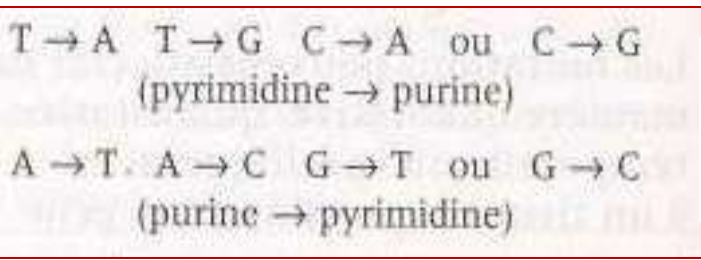 T → A T → G C → A ou C → G
(pyrimidine → purine)
A → T. A → C G → T ou G → C
(purine → pyrimidine)